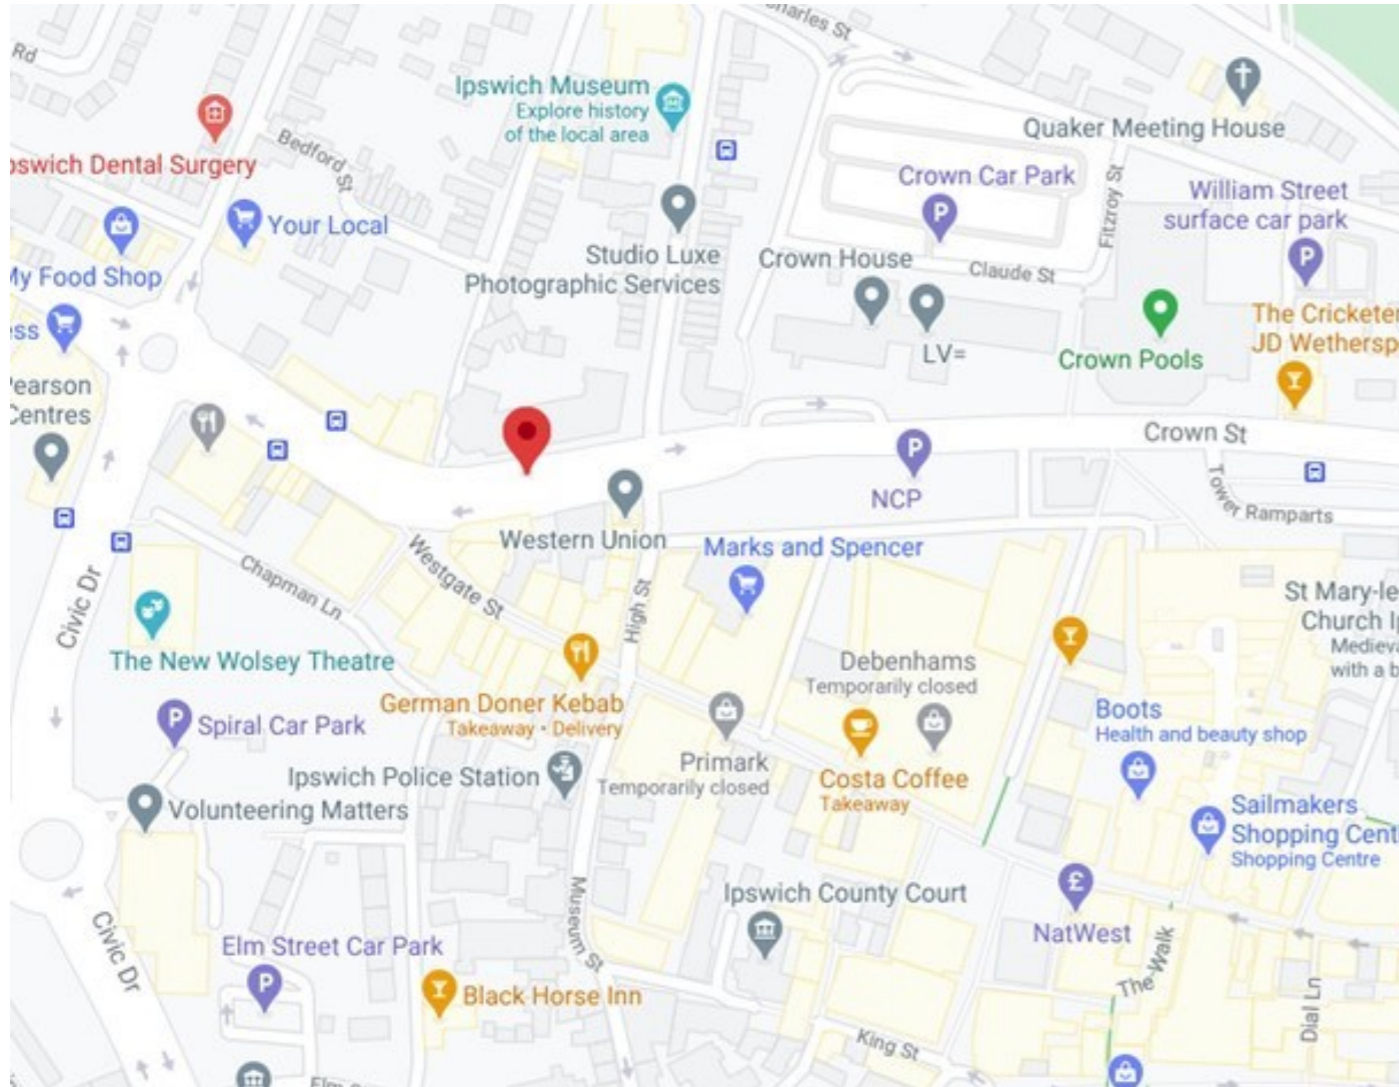 Charles St
Rd
Ipswich Museum
Explore history
of the local area
Quaker Meeting House
Bedford St
pswich Dental Surgery
Crown Car Park
Fitzroy St
William Street
surface car park
Your Local
My Food Shop
Studio Luxe
Photographic Services
Crown House
Claude St
The Cricketer
JD Wethersp
ess
LV=
Crown Pools
Pearson
Centres
Crown St
NCP
Tower Ramparts
Western Union
Marks and Spencer
Westgate St
Chapman Ln
Civic Dr
High St
St Mary-le
Church I
Medieva
with a b
The New Wolsey Theatre
Debenhams
Temporarily closed
German Doner Kebab
Takeaway • Delivery
Boots
Health and beauty shop
Spiral Car Park
Primark
Temporarily closed
Ipswich Police Station
Costa Coffee
Takeaway
Volunteering Matters
Sailmakers
Shopping Cent
Shopping Centre
Museum St
Ipswich County Court
NatWest
Civic Dr
Elm Street Car Park
Black Horse Inn
The Walk
Dial Ln
King St
Elm